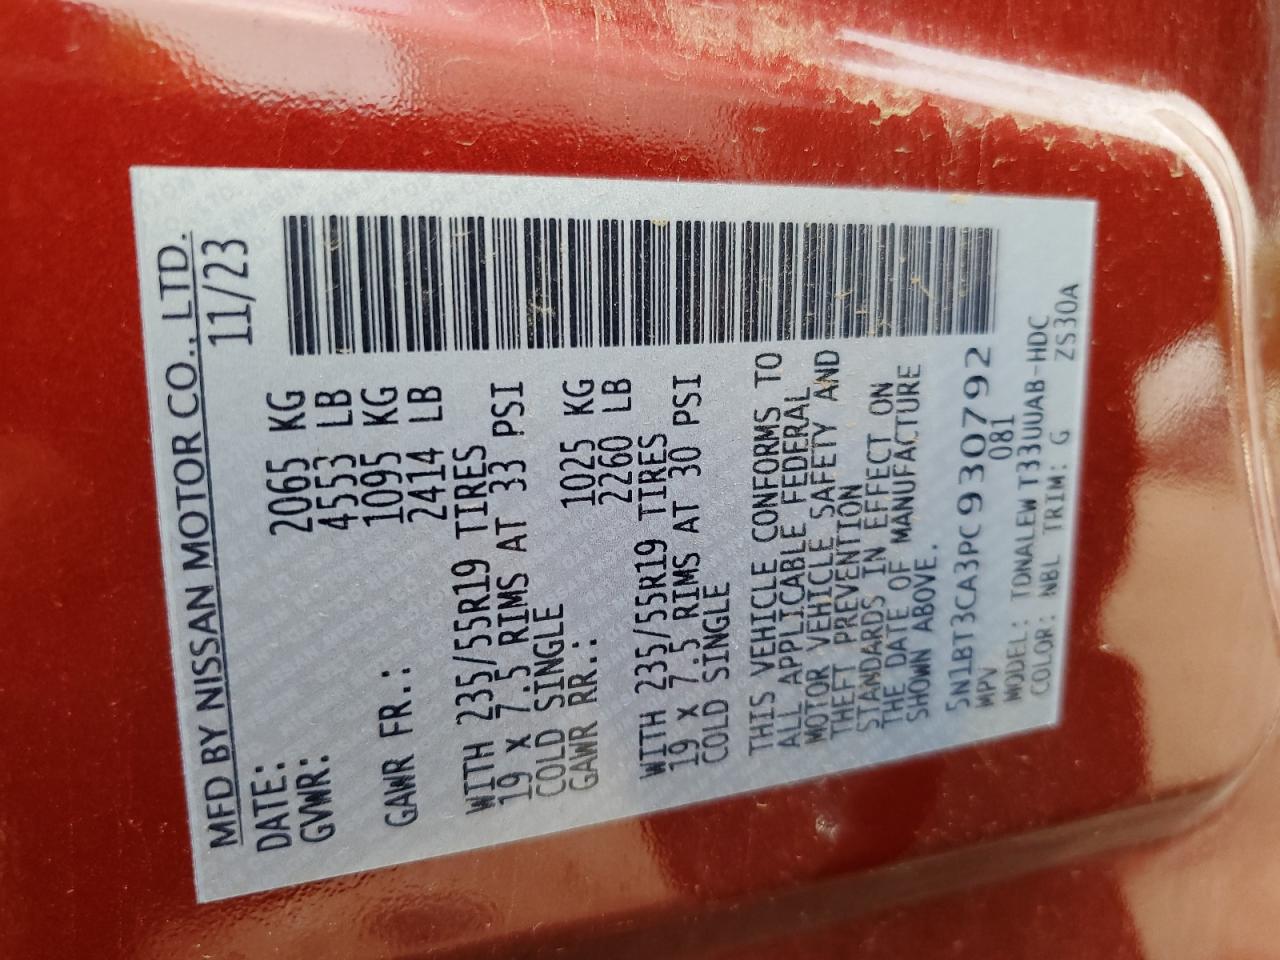 MFD BY NISSAN MOTOR CO., LTD.
DATE: 11/23
GVWR: 2065 KG
4553 LB
GAWR FR.: 1095 KG
2414 LB
WITH 235/55R19 TIRES
19 X 7.5 RIMS AT 33 PSI
COLD SINGLE
GAWR RR.: 1025 KG
2260 LB
WITH 235/55R19 TIRES
19 X 7.5 RIMS AT 30 PSI
COLD SINGLE
THIS VEHICLE CONFORMS TO
ALL APPLICABLE FEDERAL
MOTOR VEHICLE SAFETY AND
THEFT PREVENTION
STANDARDS IN EFFECT ON
THE DATE OF MANUFACTURE
SHOWN ABOVE.
5N1BT3CA3PC930792
MPV 081
MODEL: TDNALEW T33UUAB-HDC
COLOR: NBL TRIM: G ZS30A